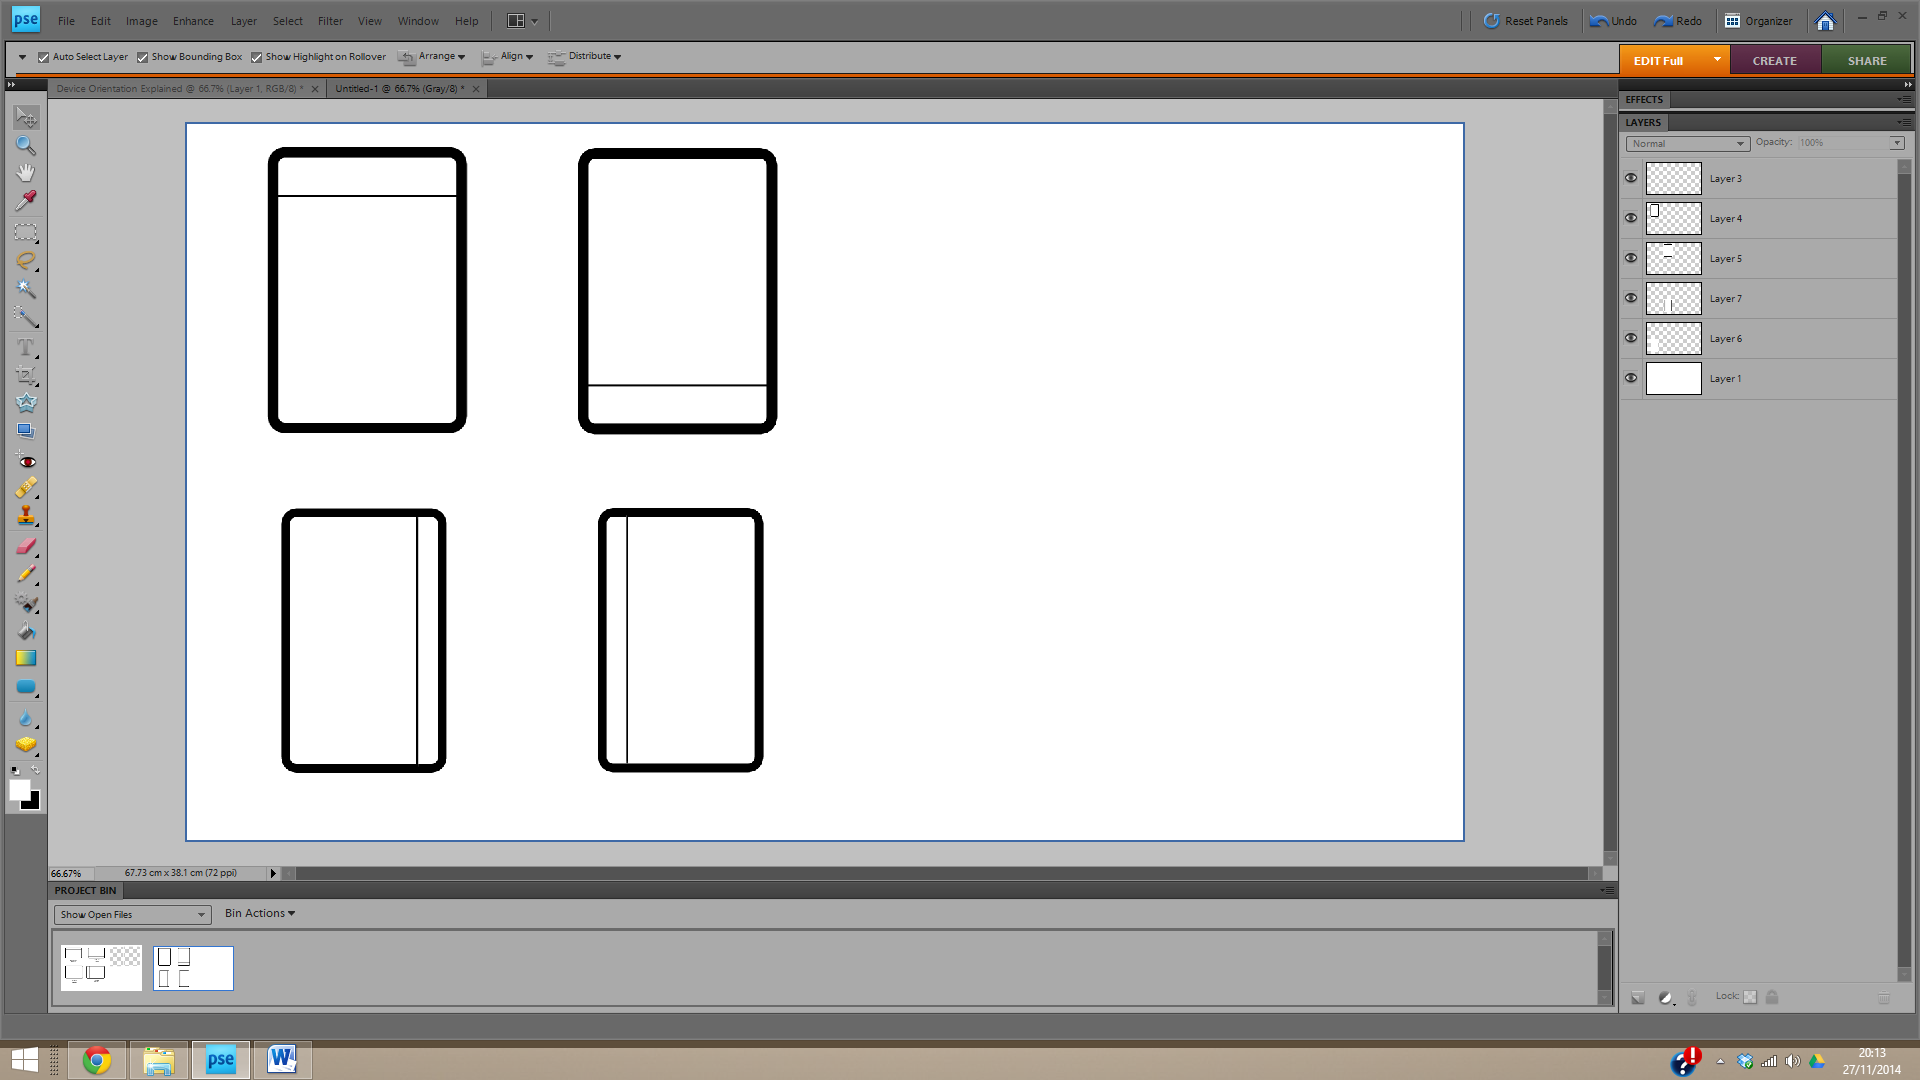 pse File Edit Image Enhance Layer Select Filter View Window Help Reset Panels Undo Redo Organizer
Auto Select Layer Show Bounding Box Show Highlight on Rollover Arrange Align Distribute EDIT Full CREATE SHARE
Device Orientation Explained @ 66.7% (Layer 1, RGB/8) * Untitled-1 @ 66.7% (Gray/8) *
EFFECTS
LAYERS
Normal Opacity: 100%
Layer 3
Layer 4
Layer 5
Layer 7
Layer 6
Layer 1
Lock:
66.67% 67.73 cm x 38.1 cm (72 ppi)
PROJECT BIN
Show Open Files Bin Actions
pse W
20:13
27/11/2014